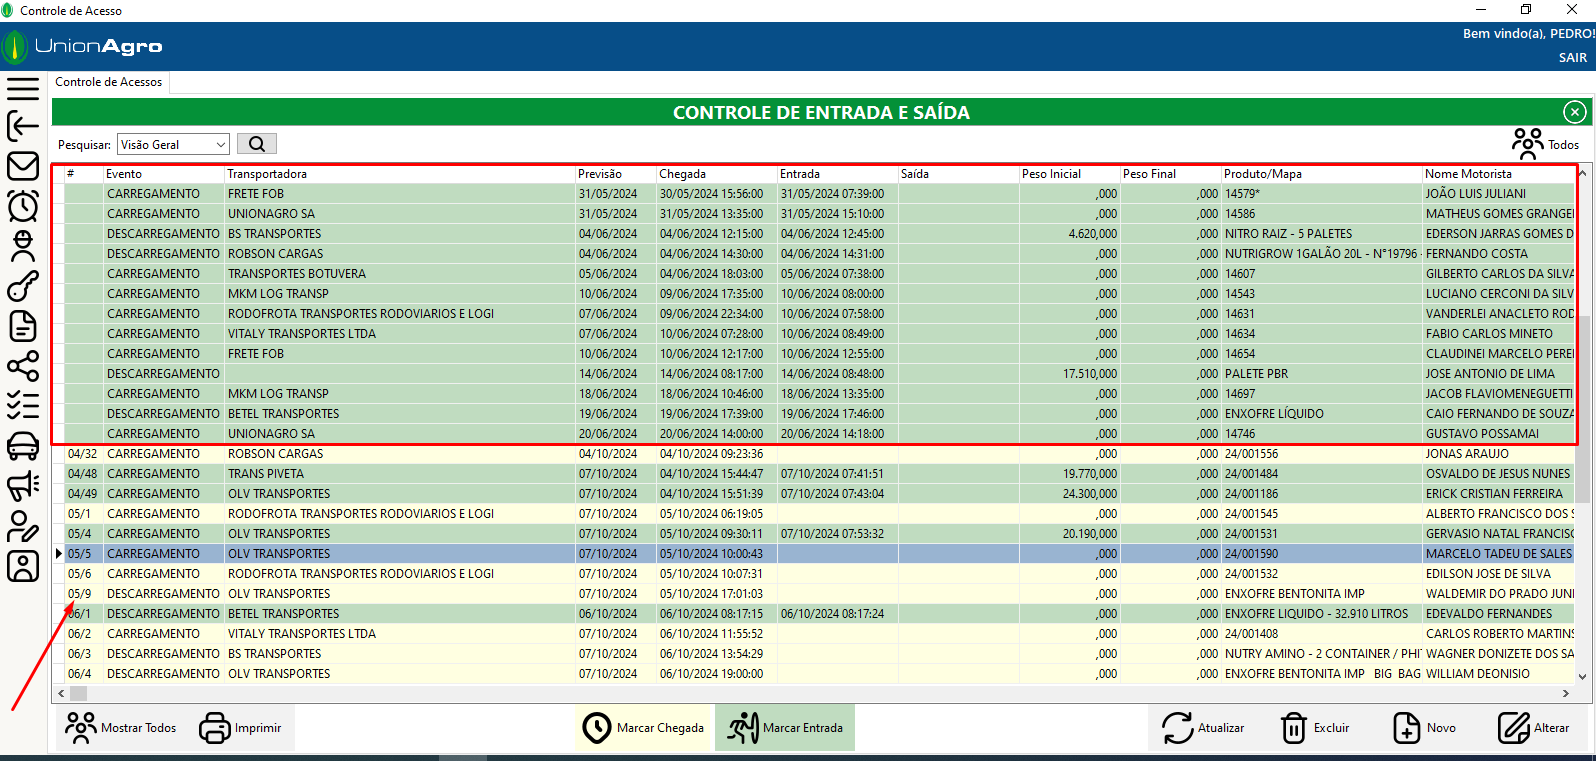 Controle de Acesso
UnionAgro
Bem vindo(a), PEDRO!
SAIR
Controle de Acessos
CONTROLE DE ENTRADA E SAÍDA
Pesquisar: Visão Geral Todos
# Evento Transportadora Previsão Chegada Entrada Saída Peso Inicial Peso Final Produto/Mapa Nome Motorista
CARREGAMENTO FRETE FOB 31/05/2024 30/05/2024 15:56:00 31/05/2024 07:39:00 ,000 ,000 14579* JOÃO LUIS JULIANI
CARREGAMENTO UNIONAGRO SA 31/05/2024 31/05/2024 13:35:00 31/05/2024 15:10:00 ,000 ,000 14586 MATHEUS GOMES GRANGE
DESCARREGAMENTO BS TRANSPORTES 04/06/2024 04/06/2024 12:15:00 04/06/2024 12:45:00 4.620,000 ,000 NITRO RAIZ - 5 PALETES EDERSON JARRAS GOMES D
DESCARREGAMENTO ROBSON CARGAS 04/06/2024 04/06/2024 14:30:00 04/06/2024 14:31:00 ,000 ,000 NUTRIGROW 1GALÃO 20L - N°19796 - FERNANDO COSTA
CARREGAMENTO TRANSPORTES BOTUVERA 05/06/2024 04/06/2024 18:03:00 05/06/2024 07:38:00 ,000 ,000 14607 GILBERTO CARLOS DA SILVA
CARREGAMENTO MKM LOG TRANSP 10/06/2024 09/06/2024 17:35:00 10/06/2024 08:00:00 ,000 ,000 14543 LUCIANO CERCONI DA SILV
CARREGAMENTO RODOFROTA TRANSPORTES RODOVIARIOS E LOGI 07/06/2024 09/06/2024 22:34:00 10/06/2024 07:58:00 ,000 ,000 14631 VANDERLEI ANACLETO ROD
CARREGAMENTO VITALY TRANSPORTES LTDA 07/06/2024 10/06/2024 07:28:00 10/06/2024 08:49:00 ,000 ,000 14634 FABIO CARLOS MINETO
CARREGAMENTO FRETE FOB 10/06/2024 10/06/2024 12:17:00 10/06/2024 12:55:00 ,000 ,000 14654 CLAUDINEI MARCELO PERE
DESCARREGAMENTO 14/06/2024 14/06/2024 08:17:00 14/06/2024 08:48:00 17.510,000 ,000 PALETE PBR JOSE ANTONIO DE LIMA
CARREGAMENTO MKM LOG TRANSP 18/06/2024 18/06/2024 10:46:00 18/06/2024 13:35:00 ,000 ,000 14697 JACOB FLAVIOMENEGUETTI
DESCARREGAMENTO BETEL TRANSPORTES 19/06/2024 19/06/2024 17:39:00 19/06/2024 17:46:00 ,000 ,000 ENXOFRE LÍQUIDO CAIO FERNANDO DE SOUZA
CARREGAMENTO UNIONAGRO SA 20/06/2024 20/06/2024 14:00:00 20/06/2024 14:18:00 ,000 ,000 14746 GUSTAVO POSSAMAI
04/32 CARREGAMENTO ROBSON CARGAS 04/10/2024 04/10/2024 09:23:36 ,000 ,000 24/001556 JONAS ARAUJO
04/48 CARREGAMENTO TRANS PIVETA 07/10/2024 04/10/2024 15:44:47 07/10/2024 07:41:51 19.770,000 ,000 24/001484 OSVALDO DE JESUS NUNES
04/49 CARREGAMENTO OLV TRANSPORTES 07/10/2024 04/10/2024 15:51:39 07/10/2024 07:43:04 24.300,000 ,000 24/001186 ERICK CRISTIAN FERREIRA
05/1 CARREGAMENTO RODOFROTA TRANSPORTES RODOVIARIOS E LOGI 07/10/2024 05/10/2024 06:19:05 ,000 ,000 24/001545 ALBERTO FRANCISCO DOS S
05/4 CARREGAMENTO OLV TRANSPORTES 07/10/2024 05/10/2024 09:30:11 07/10/2024 07:53:32 20.190,000 ,000 24/001531 GERVASIO NATAL FRANCISC
05/5 CARREGAMENTO OLV TRANSPORTES 07/10/2024 05/10/2024 10:00:43 ,000 ,000 24/001590 MARCELO TADEU DE SALES
05/6 CARREGAMENTO RODOFROTA TRANSPORTES RODOVIARIOS E LOGI 07/10/2024 05/10/2024 10:07:31 ,000 ,000 24/001532 EDILSON JOSE DE SILVA
05/9 DESCARREGAMENTO OLV TRANSPORTES 07/10/2024 05/10/2024 17:01:03 ,000 ,000 ENXOFRE BENTONITA IMP WALDEMIR DO PRADO JUNI
06/1 DESCARREGAMENTO BETEL TRANSPORTES 06/10/2024 06/10/2024 08:17:15 06/10/2024 08:17:24 ,000 ,000 ENXOFRE LIQUIDO - 32.910 LITROS EDEVALDO FERNANDES
06/2 CARREGAMENTO VITALY TRANSPORTES LTDA 07/10/2024 06/10/2024 11:55:52 ,000 ,000 24/001408 CARLOS ROBERTO MARTINS
06/3 DESCARREGAMENTO BS TRANSPORTES 07/10/2024 06/10/2024 13:54:29 ,000 ,000 NUTRY AMINO - 2 CONTAINER / PHI WAGNER DONIZETE DOS SA
06/4 DESCARREGAMENTO OLV TRANSPORTES 07/10/2024 06/10/2024 19:00:00 ,000 ,000 ENXOFRE BENTONITA IMP BIG BAG WILLIAM DEONISIO
Mostrar Todos Imprimir Marcar Chegada Marcar Entrada Atualizar Excluir Novo Alterar